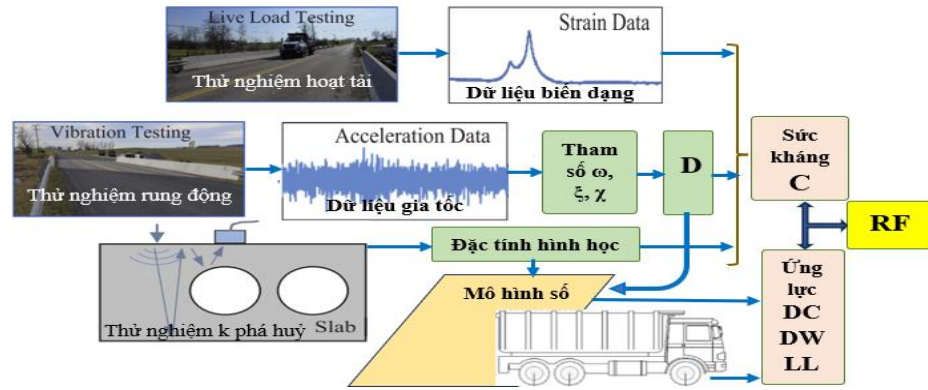 Live Load Testing
Thử nghiệm hoạt tải
Strain Data
Dữ liệu biến dạng
Vibration Testing
Thử nghiệm rung động
Acceleration Data
Dữ liệu gia tốc
Tham
số ω,
ξ, χ
D
Sức
kháng
C
RF
Đặc tính hình học
Mô hình số
Thử nghiệm k phá huỷ
Slab
Ứng
lực
DC
DW
LL